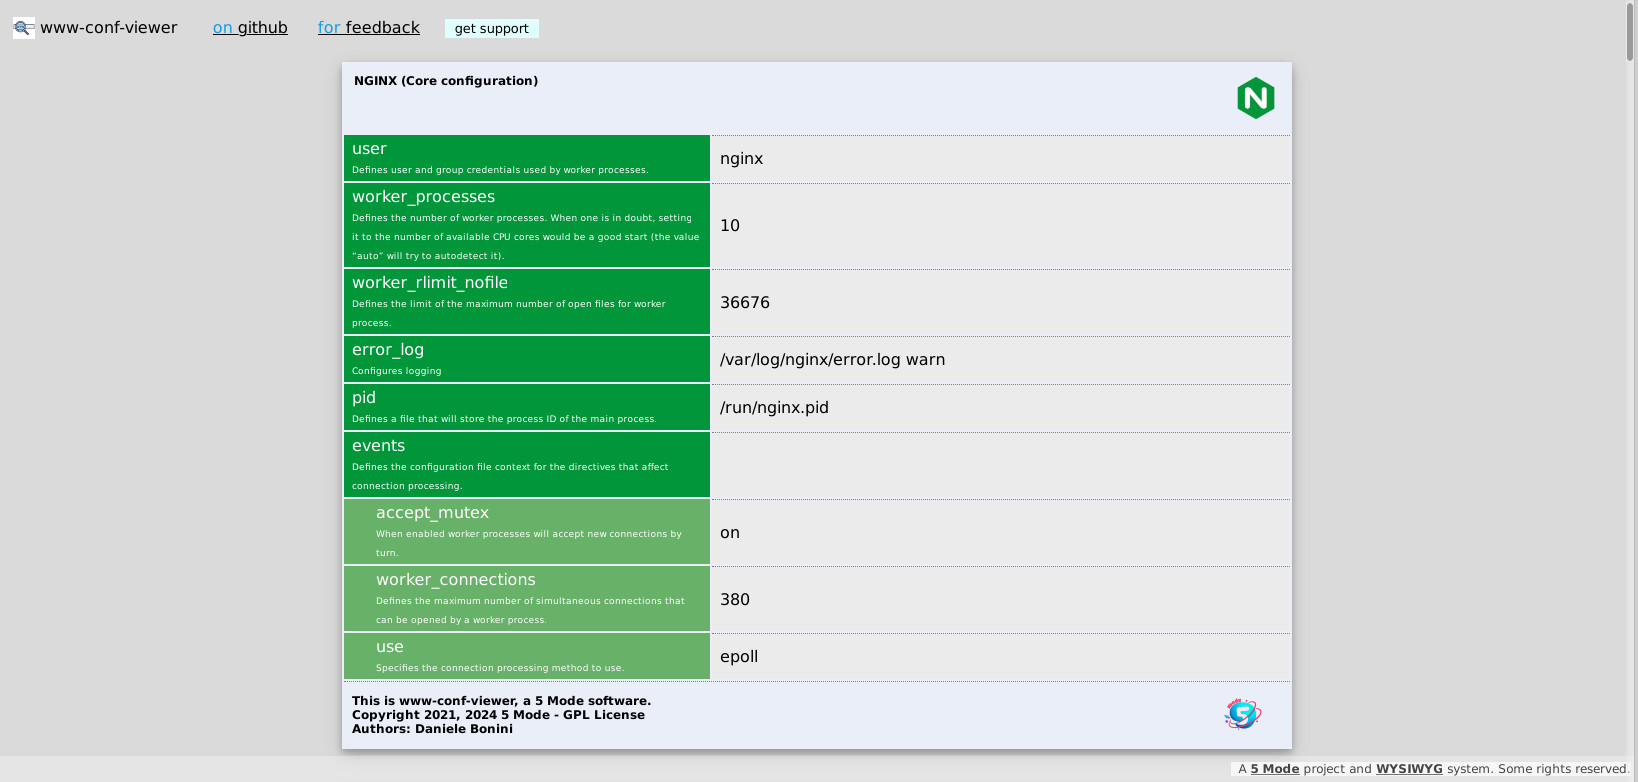 www-conf-viewer on github for feedback get support
NGINX (Core configuration)
N
user
Defines user and group credentials used by worker processes.
nginx
worker_processes
Defines the number of worker processes. When one is in doubt, setting
it to the number of available CPU cores would be a good start (the value
“auto” will try to autodetect it).
10
worker_rlimit_nofile
Defines the limit of the maximum number of open files for worker
process.
36676
error_log
Configures logging
/var/log/nginx/error.log warn
pid
Defines a file that will store the process ID of the main process.
/run/nginx.pid
events
Defines the configuration file context for the directives that affect
connection processing.
accept_mutex
When enabled worker processes will accept new connections by
turn.
on
worker_connections
Defines the maximum number of simultaneous connections that
can be opened by a worker process.
380
use
Specifies the connection processing method to use.
epoll
This is www-conf-viewer, a 5 Mode software.
Copyright 2021, 2024 5 Mode - GPL License
Authors: Daniele Bonini
A 5 Mode project and WYSIWYG system. Some rights reserved.